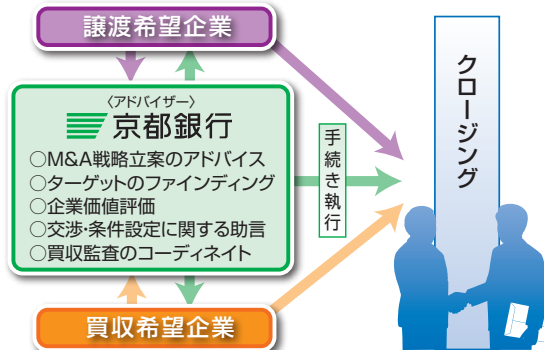 譲渡希望企業
〈アドバイザー〉
京都銀行
○M&A戦略立案のアドバイス
○ターゲットのファインディング
○企業価値評価
○交渉・条件設定に関する助言
○買収監査のコーディネイト
買収希望企業
手続き執行
クロージング